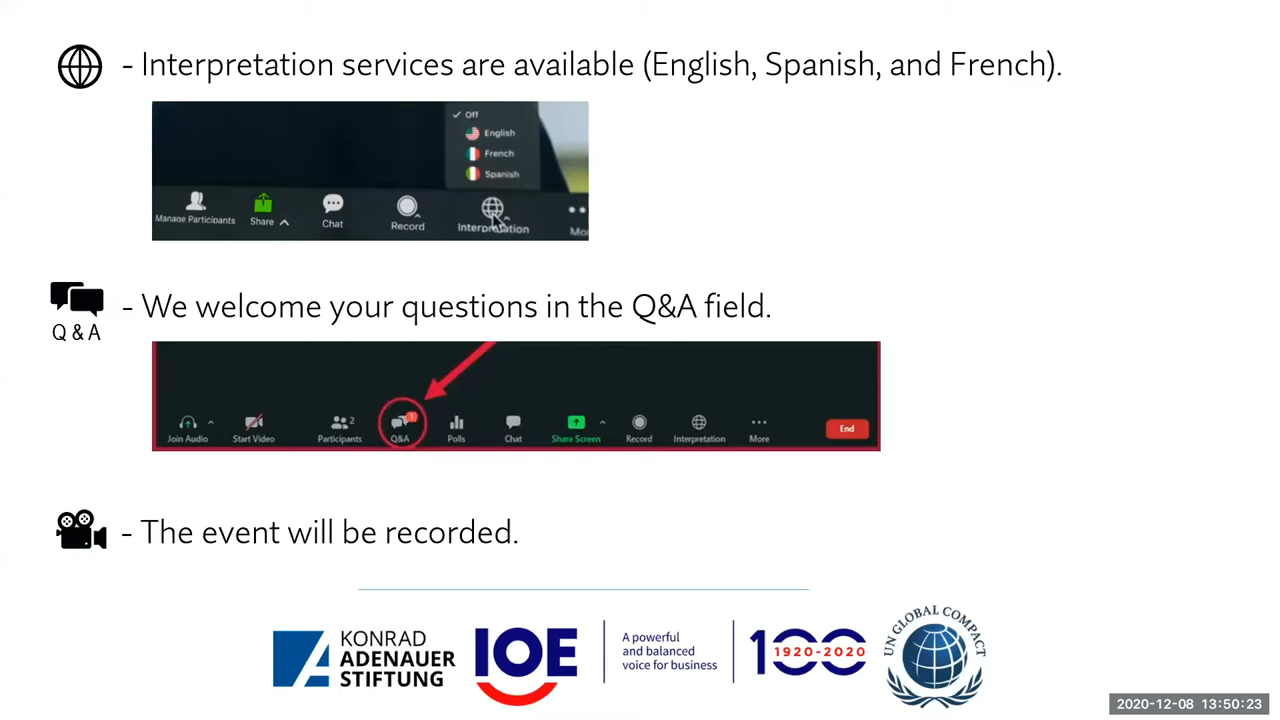 - Interpretation services are available (English, Spanish, and French).
Off
English
French
Spanish
Manage Participants
Share
Chat
Record
Interpretation
Q & A
- We welcome your questions in the Q&A field.
Join Audio
Start Video
2
Participants
1
Q&A
Polls
Chat
Share Screen
Record
Interpretation
More
End
- The event will be recorded.
KONRAD
ADENAUER
STIFTUNG
IOE
A powerful
and balanced
voice for business
100
1920-2020
UN GLOBAL COMPACT
2020-12-08 13:50:23